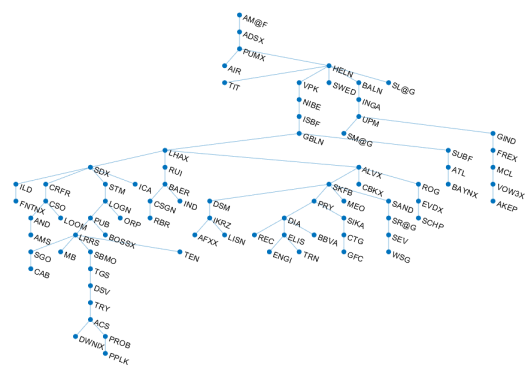 AM@F
ADSX
PUMX
AIR
HELN
TIT
VPK
SWED
BALN
SL@G
NIBE
INGA
ISBF
UPM
GBLN
SM@G
GIND
LHAX
SUBF
FREX
SDX
RUI
ALVX
ATL
MCL
ILD
CRFR
STM
ICA
BAER
IND
DSM
SKFB
CBKX
ROG
BAYNX
VOW3X
FNTNX
CSO
LOGN
CSGN
IKRZ
PRY
MEO
SAND
EVDX
AKEP
AND
LOOM
PUB
ORP
RBR
AFXX
LISN
DIA
SIKA
SR@G
SCHP
AMS
LRRS
BOSSX
REC
ELIS
BBVA
CTG
SEV
SGO
MB
SBMO
TEN
ENGI
TRN
GFC
WSG
CAB
TGS
DSV
TRY
ACS
DWNIX
PROB
PPLK